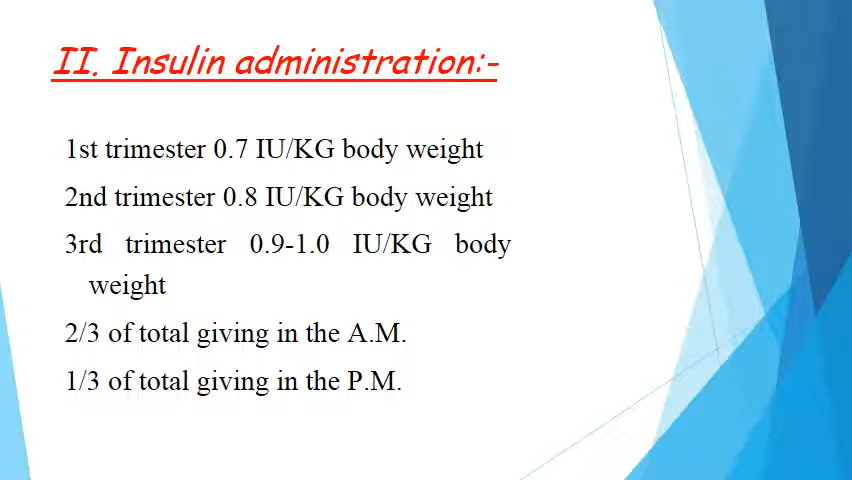 II. Insulin administration:-
1st trimester 0.7 IU/KG body weight
2nd trimester 0.8 IU/KG body weight
3rd trimester 0.9-1.0 IU/KG body
weight
2/3 of total giving in the A.M.
1/3 of total giving in the P.M.